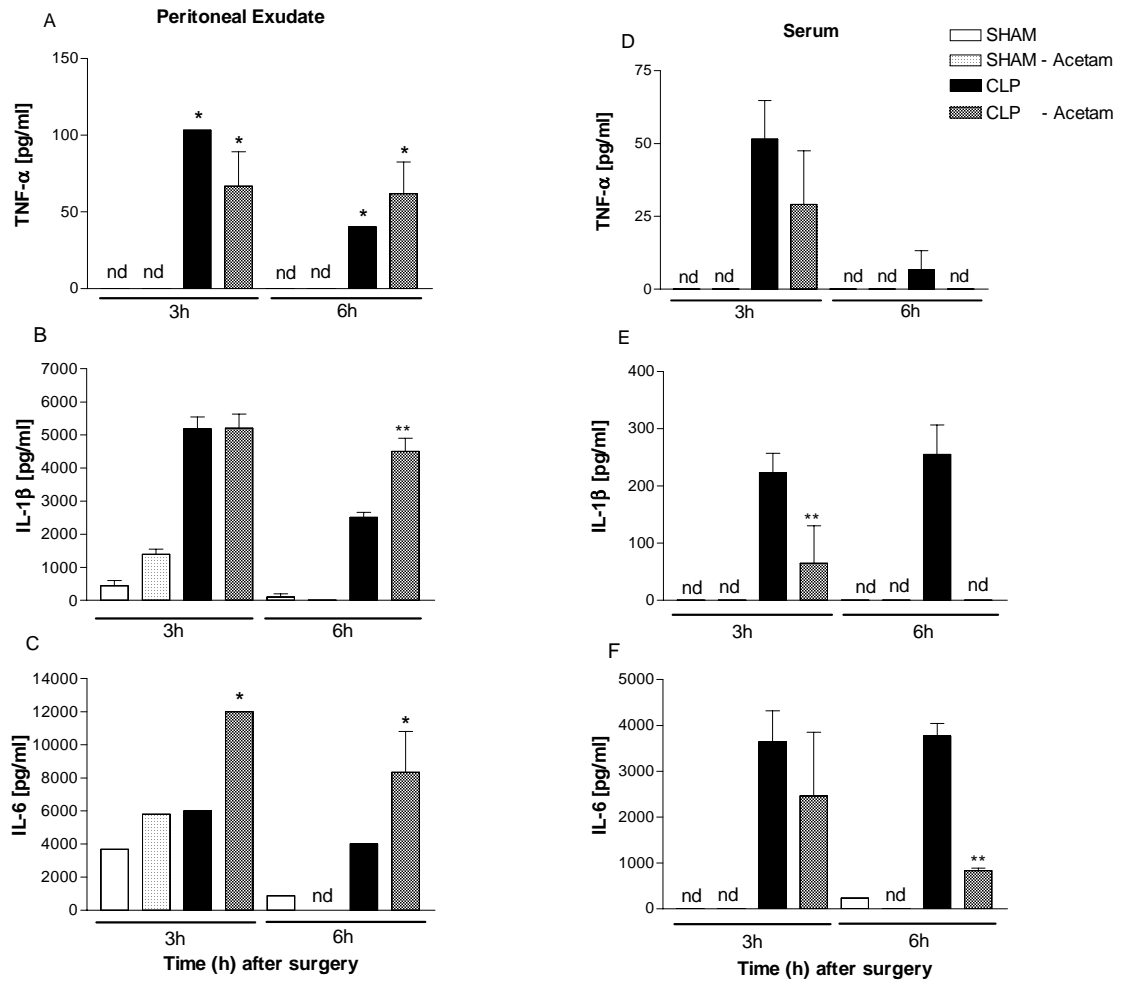 A
Peritoneal Exudate
TNF-α [pg/ml]
150
100
50
0
nd
nd
*
*
nd
nd
*
*
3h
6h
B
IL-1β [pg/ml]
7000
6000
5000
4000
3000
2000
1000
0
**
3h
6h
C
IL-6 [pg/ml]
14000
12000
10000
8000
6000
4000
2000
0
*
nd
*
3h
6h
Time (h) after surgery
D
Serum
SHAM
SHAM - Acetam
CLP
CLP - Acetam
TNF-α [pg/ml]
75
50
25
0
nd
nd
nd
nd
nd
3h
6h
E
IL-1β [pg/ml]
400
300
200
100
0
nd
nd
**
nd
nd
nd
3h
6h
F
IL-6 [pg/ml]
5000
4000
3000
2000
1000
0
nd
nd
nd
**
3h
6h
Time (h) after surgery